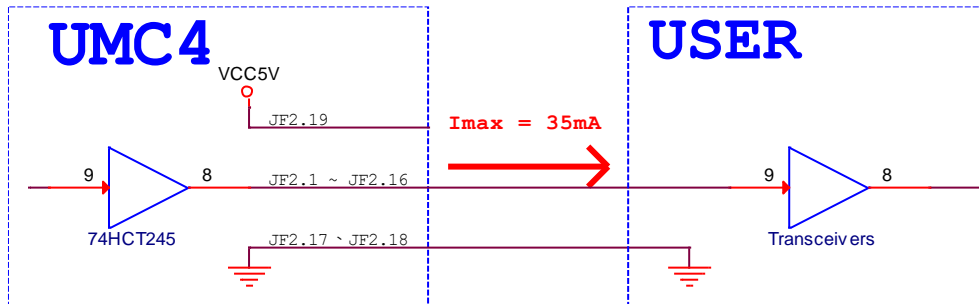 UMC4
USER
VCC5V
JF2.19
Imax = 35mA
9
8
JF2.1 ~ JF2.16
9
8
74HCT245
JF2.17、JF2.18
Transceivers